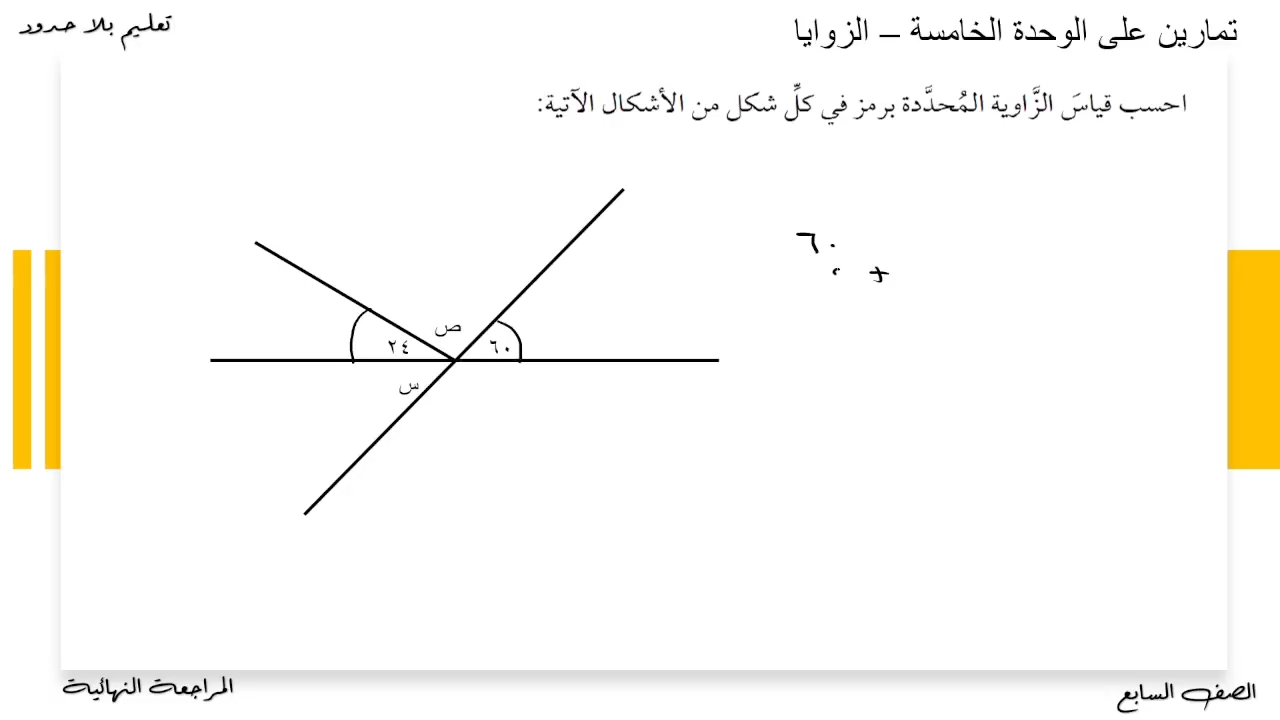 تمارين على الوحدة الخامسة – الزوايا
تعليم بلا حدود
احسب قياسَ الزَّاوية المُحدَّدة برمز في كلِّ شكل من الأشكال الآتية:
٦٠
+
ص
٦٠
٢٤
س
الصف السابع
المراجعة النهائية